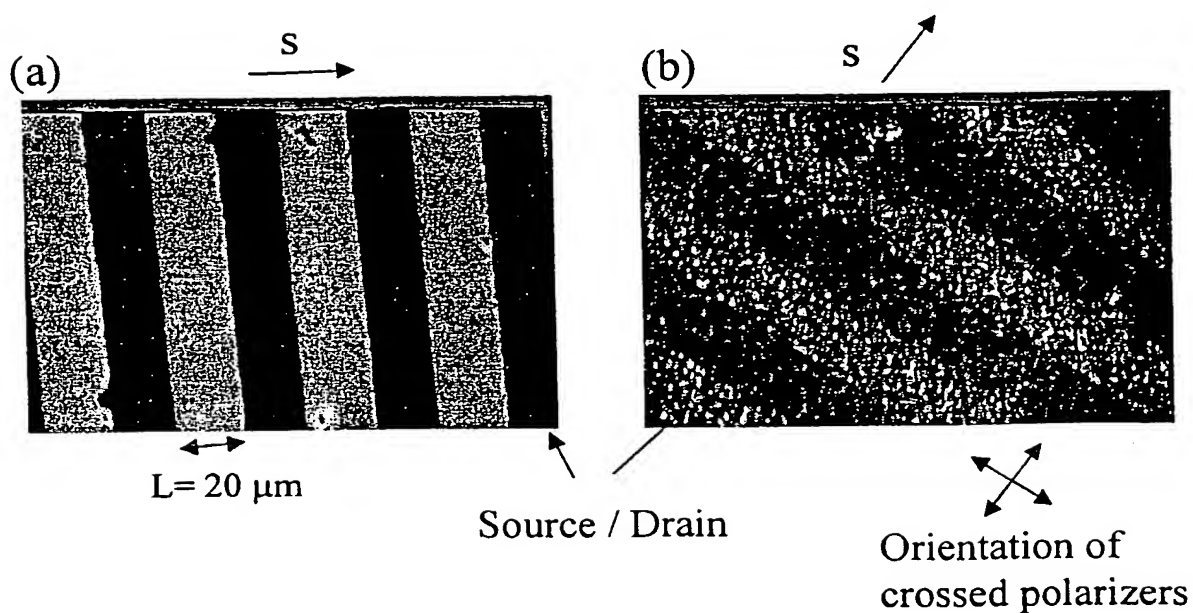 s
(a)
s
(b)
L= 20 µm
Source / Drain
Orientation of
crossed polarizers